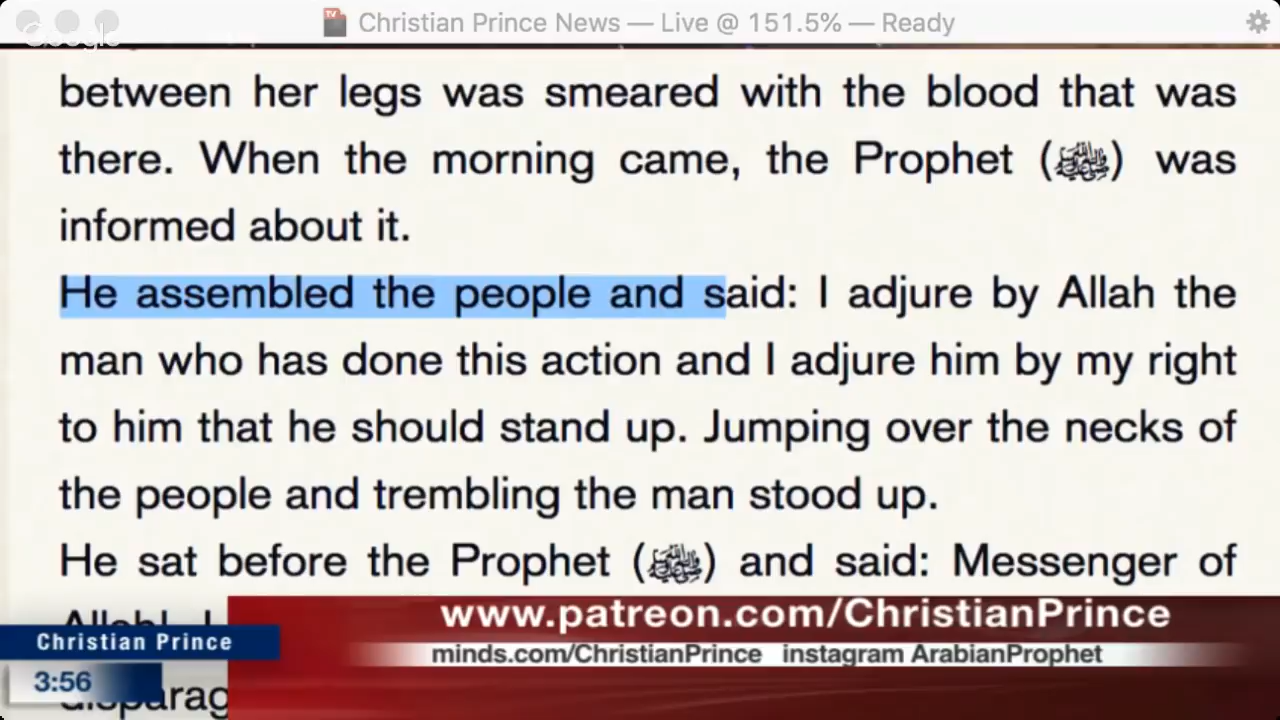 Christian Prince News — Live @ 151.5% — Ready
Google
between her legs was smeared with the blood that was
there. When the morning came, the Prophet (ﷺ) was
informed about it.
He assembled the people and said: I adjure by Allah the
man who has done this action and I adjure him by my right
to him that he should stand up. Jumping over the necks of
the people and trembling the man stood up.
He sat before the Prophet (ﷺ) and said: Messenger of
www.patreon.com/ChristianPrince
Christian Prince
minds.com/ChristianPrince instagram ArabianProphet
3:56